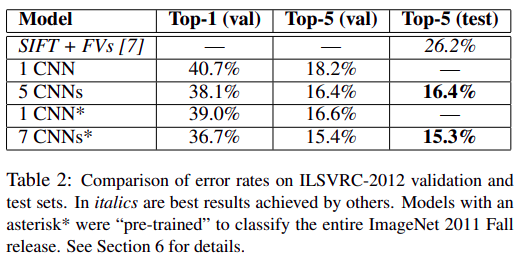 Model Top-1 (val) Top-5 (val) Top-5 (test)
SIFT + FVs [7] — — 26.2%
1 CNN 40.7% 18.2% —
5 CNNs 38.1% 16.4% 16.4%
1 CNN* 39.0% 16.6% —
7 CNNs* 36.7% 15.4% 15.3%
Table 2: Comparison of error rates on ILSVRC-2012 validation and
test sets. In italics are best results achieved by others. Models with an
asterisk* were “pre-trained” to classify the entire ImageNet 2011 Fall
release. See Section 6 for details.